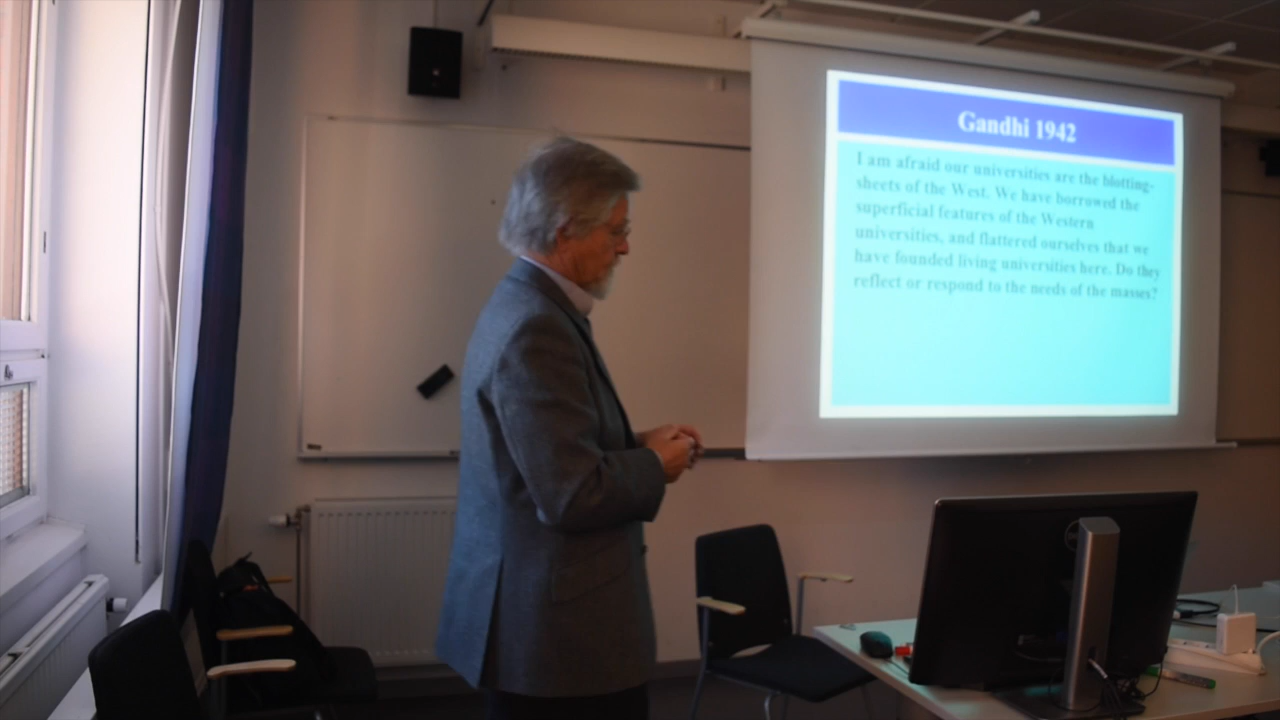 Gandhi 1942
I am afraid our universities are the blotting-
sheets of the West. We have borrowed the
superficial features of the Western
universities, and flattered ourselves that we
have founded living universities here. Do they
reflect or respond to the needs of the masses?
DELL